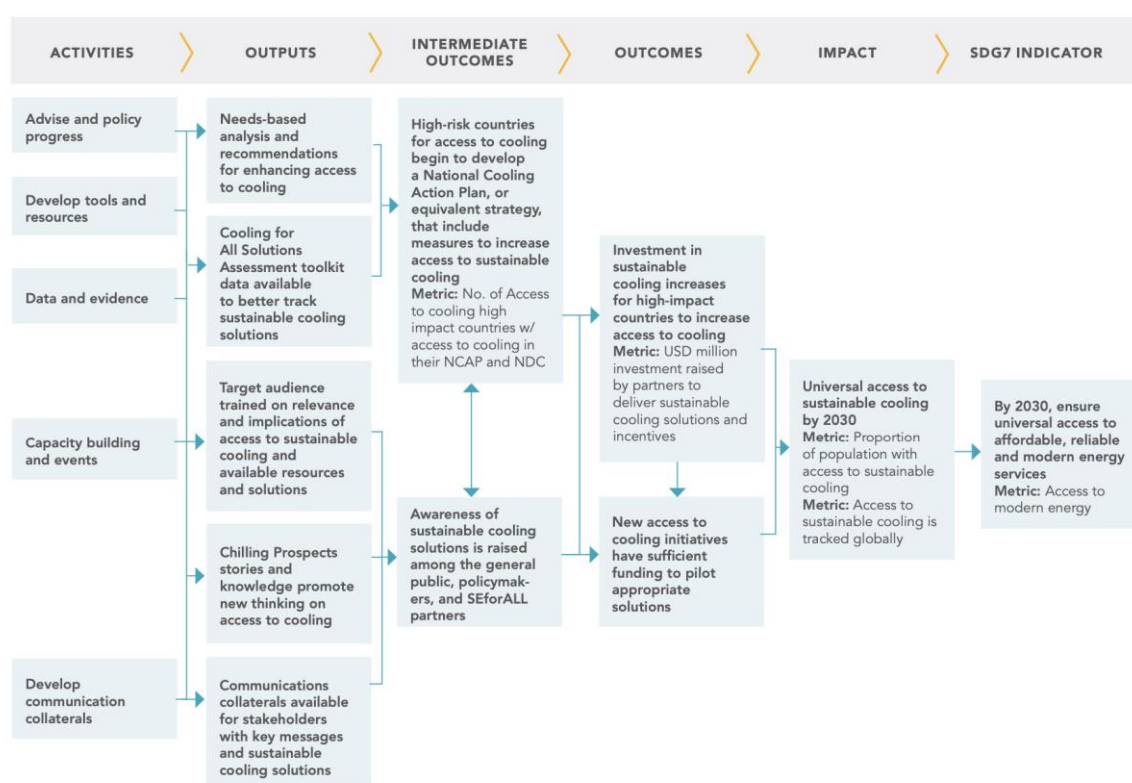 ACTIVITIES
OUTPUTS
INTERMEDIATE
OUTCOMES
OUTCOMES
IMPACT
SDG7 INDICATOR
Advise and policy
progress
Develop tools and
resources
Data and evidence
Capacity building
and events
Develop
communication
collaterals
Needs-based
analysis and
recommendations
for enhancing access
to cooling
Cooling for
All Solutions
Assessment toolkit
data available
to better track
sustainable cooling
solutions
Target audience
trained on relevance
and implications of
access to sustainable
cooling and
available resources
and solutions
Chilling Prospects
stories and
knowledge promote
new thinking on
access to cooling
Communications
collaterals available
for stakeholders
with key messages
and sustainable
cooling solutions
High-risk countries
for access to cooling
begin to develop
a National Cooling
Action Plan, or
equivalent strategy,
that include
measures to increase
access to sustainable
cooling
Metric: No. of Access
to cooling high
impact countries w/
access to cooling in
their NCAP and NDC
Awareness of
sustainable cooling
solutions is raised
among the general
public, policymak-
ers, and SEforALL
partners
Investment in
sustainable
cooling increases
for high-impact
countries to increase
access to cooling
Metric: USD million
investment raised
by partners to
deliver sustainable
cooling solutions and
incentives
New access to
cooling initiatives
have sufficient
funding to pilot
appropriate
solutions
Universal access to
sustainable cooling
by 2030
Metric: Proportion
of population with
access to sustainable
cooling
Metric: Access to
sustainable cooling is
tracked globally
By 2030, ensure
universal access to
affordable, reliable
and modern energy
services
Metric: Access to
modern energy